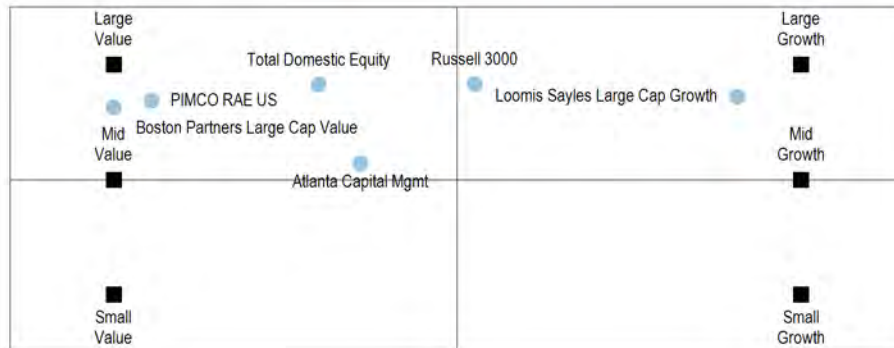 Large
Value
Large
Growth
Total Domestic Equity
Russell 3000
PIMCO RAE US
Loomis Sayles Large Cap Growth
Boston Partners Large Cap Value
Mid
Value
Mid
Growth
Atlanta Capital Mgmt
Small
Value
Small
Growth